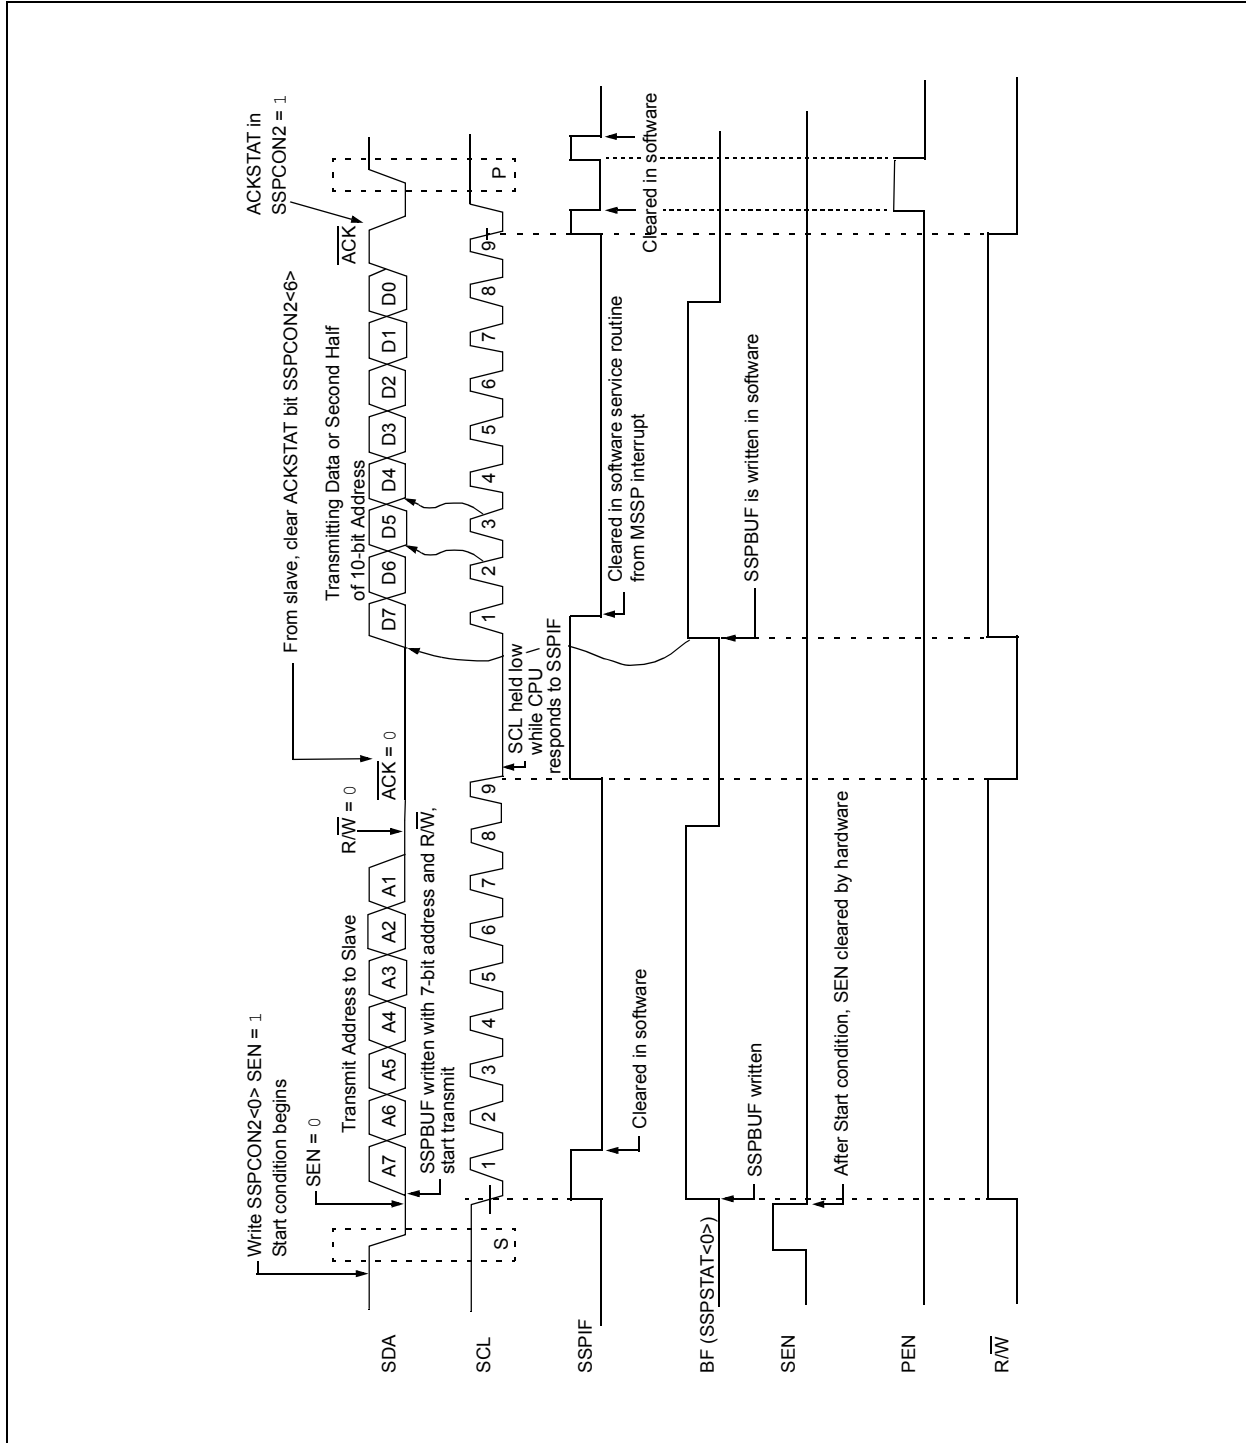 Write SSPCON2<0> SEN = 1
Start condition begins
SEN = 0
Transmit Address to Slave
R/W = 0
From slave, clear ACKSTAT bit SSPCON2<6>
ACK = 0
Transmitting Data or Second Half
of 10-bit Address
ACKSTAT in
SSPCON2 = 1
ACK
SDA
A7 A6 A5 A4 A3 A2 A1
D7 D6 D5 D4 D3 D2 D1 D0
SSPBUF written with 7-bit address and R/W,
start transmit
SCL
S
1 2 3 4 5 6 7 8 9
1 2 3 4 5 6 7 8 9
P
SCL held low
while CPU
responds to SSPIF
SSPIF
Cleared in software
Cleared in software service routine
from MSSP interrupt
Cleared in software
BF (SSPSTAT<0>)
SSPBUF written
SSPBUF is written in software
SEN
After Start condition, SEN cleared by hardware
PEN
R/W